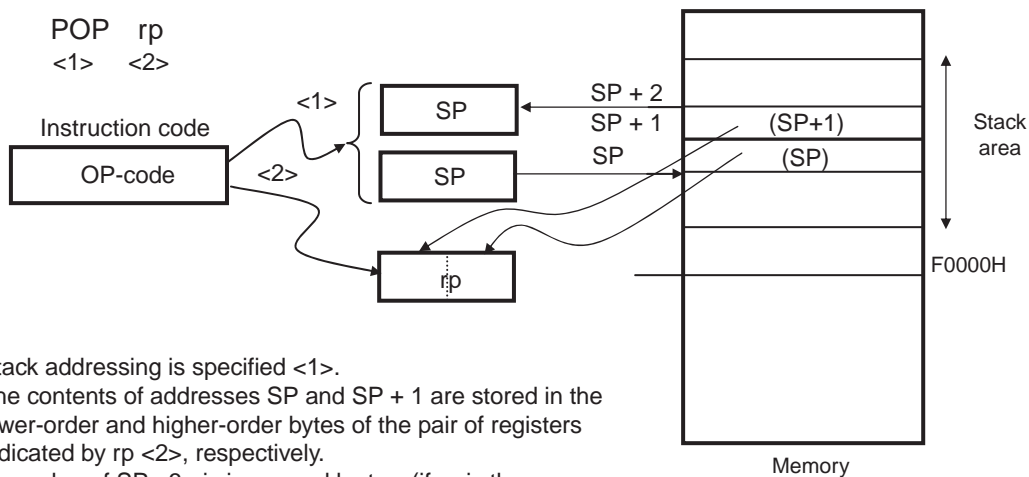 POP rp
<1> <2>
Instruction code
OP-code
<1>
<2>
SP
SP
rp
SP + 2
SP + 1
SP
(SP+1)
(SP)
Stack
area
F0000H
Memory
tack addressing is specified <1>.
he contents of addresses SP and SP + 1 are stored in the
wer-order and higher-order bytes of the pair of registers
dicated by rp <2>, respectively.